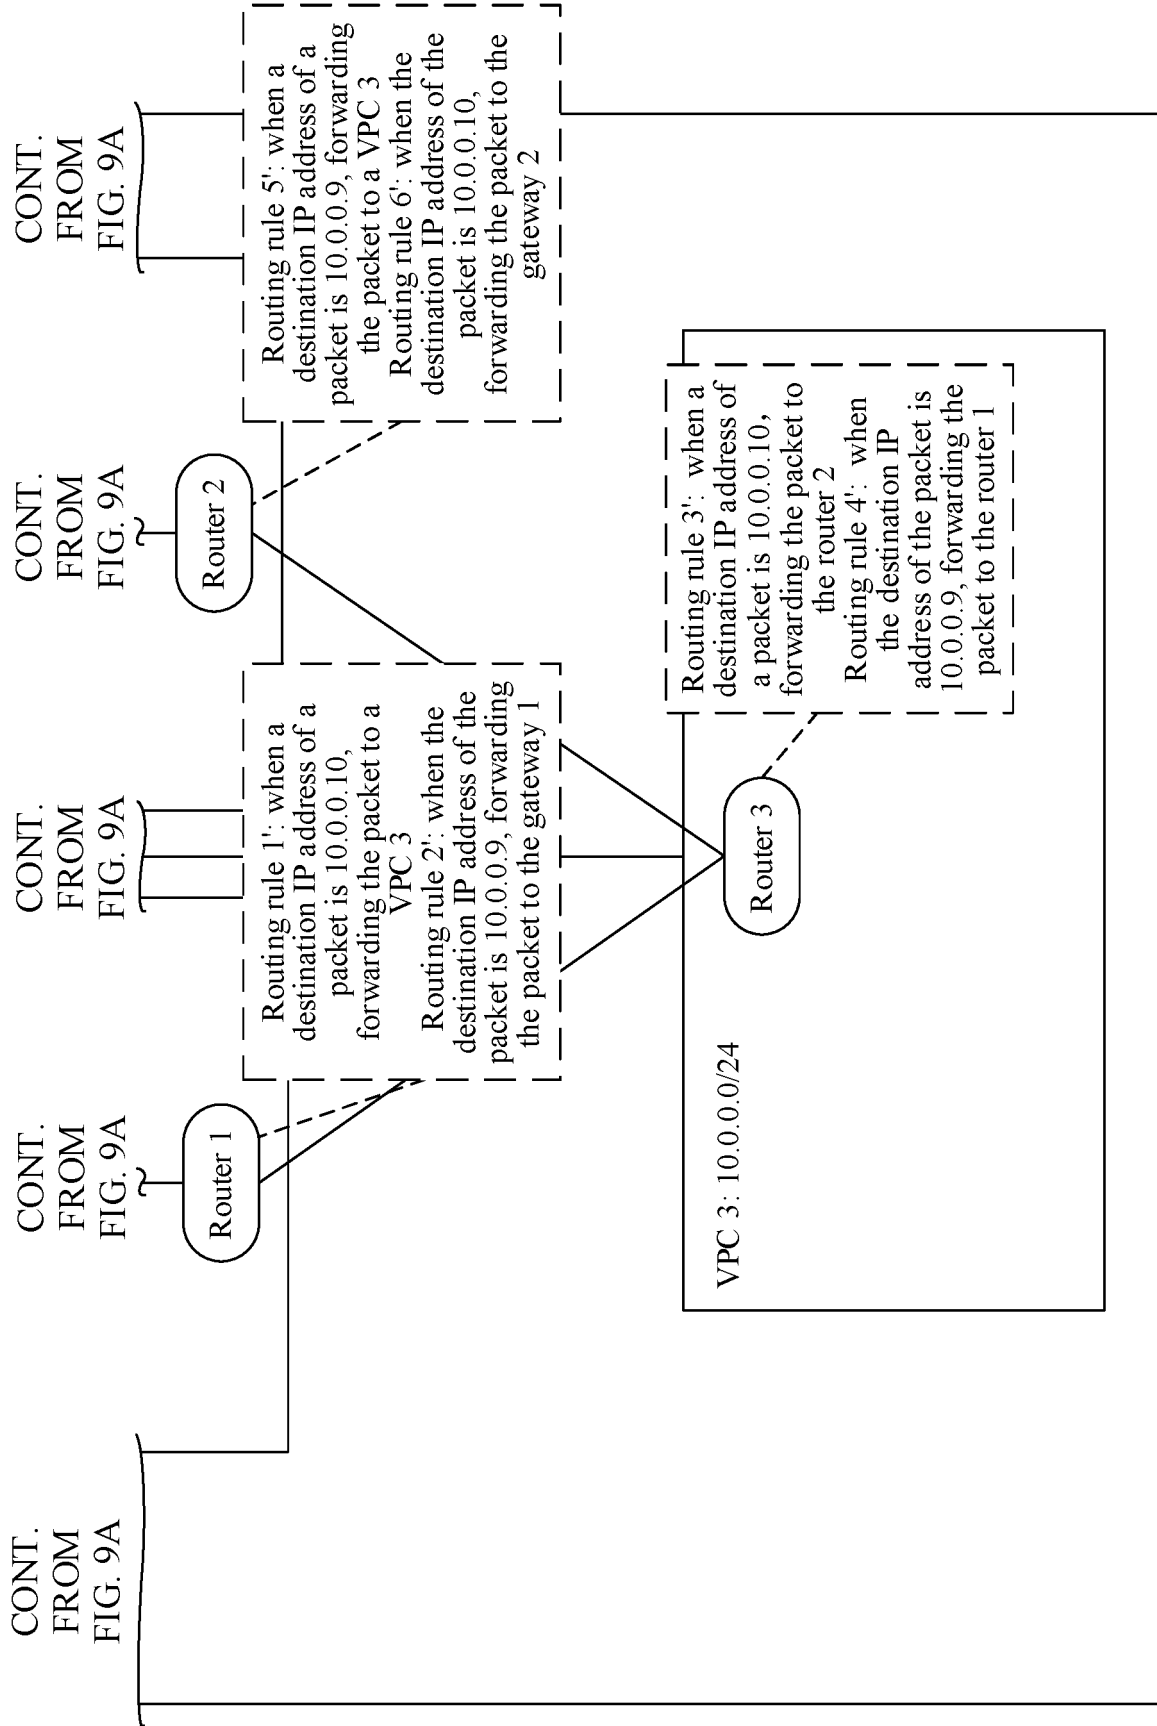 CONT.
FROM
FIG. 9A
CONT.
FROM
FIG. 9A
CONT.
FROM
FIG. 9A
CONT.
FROM
FIG. 9A
CONT.
FROM
FIG. 9A
Router 1
Router 2
Routing rule 1': when a
destination IP address of a
packet is 10.0.0.10,
forwarding the packet to a
VPC 3
Routing rule 2': when the
destination IP address of the
packet is 10.0.0.9, forwarding
the packet to the gateway 1
Routing rule 5': when a
destination IP address of a
packet is 10.0.0.9, forwarding
the packet to a VPC 3
Routing rule 6': when the
destination IP address of the
packet is 10.0.0.10,
forwarding the packet to the
gateway 2
VPC 3: 10.0.0.0/24
Router 3
Routing rule 3': when a
destination IP address of
a packet is 10.0.0.10,
forwarding the packet to
the router 2
Routing rule 4': when
the destination IP
address of the packet is
10.0.0.9, forwarding the
packet to the router 1